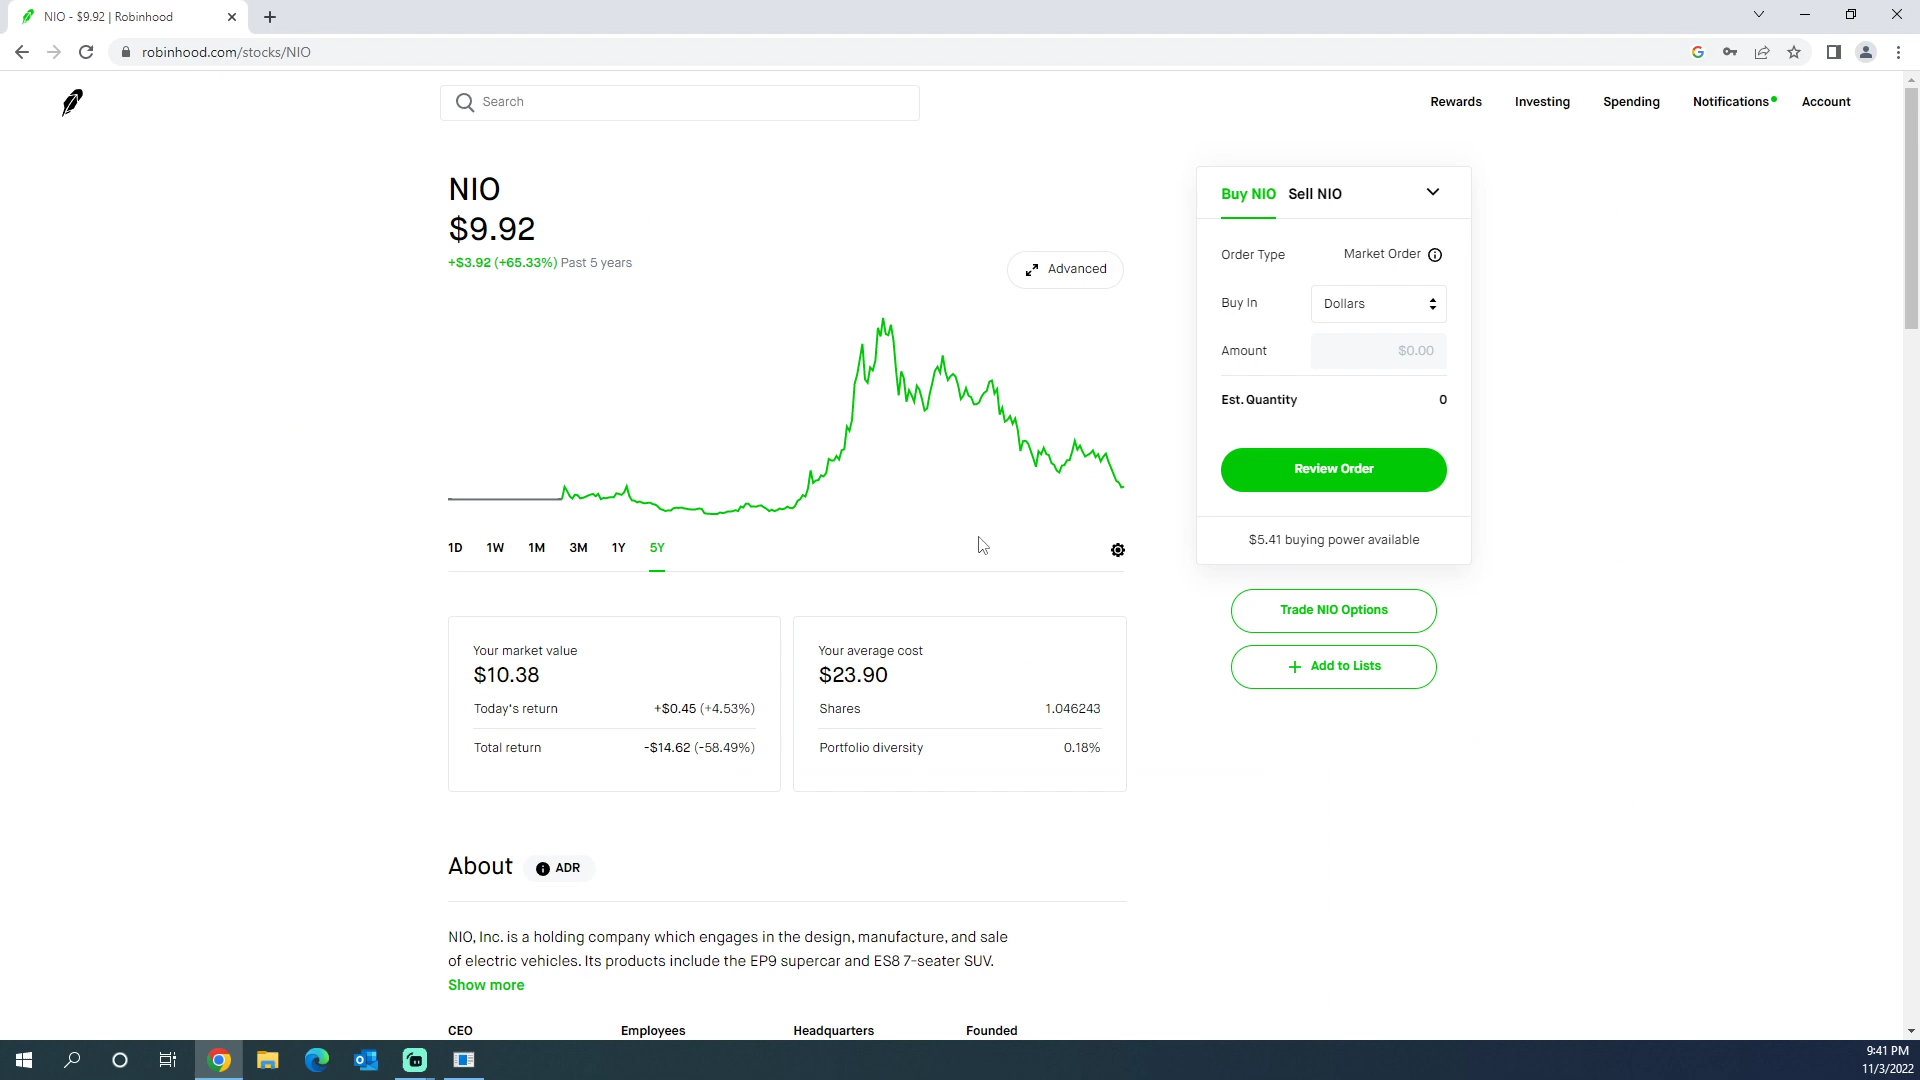 NIO - $9.92 | Robinhood
robinhood.com/stocks/NIO
Search
Rewards Investing Spending Notifications Account
NIO
$9.92
+$3.92 (+65.33%) Past 5 years
Advanced
1D 1W 1M 3M 1Y 5Y
Buy NIO Sell NIO
Order Type Market Order
Buy In Dollars
Amount $0.00
Est. Quantity 0
Review Order
$5.41 buying power available
Trade NIO Options
Add to Lists
Your market value
$10.38
Today's return +$0.45 (+4.53%)
Total return -$14.62 (-58.49%)
Your average cost
$23.90
Shares 1.046243
Portfolio diversity 0.18%
About ADR
NIO, Inc. is a holding company which engages in the design, manufacture, and sale
of electric vehicles. Its products include the EP9 supercar and ES8 7-seater SUV.
Show more
CEO Employees Headquarters Founded
9:41 PM
11/3/2022